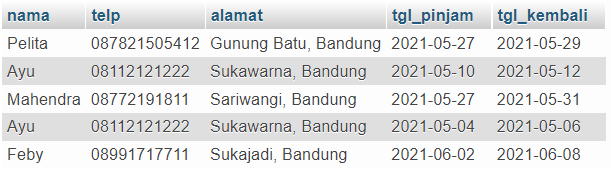 nama telp alamat tgl_pinjam tgl_kembali
Pelita 087821505412 Gunung Batu, Bandung 2021-05-27 2021-05-29
Ayu 08112121222 Sukawarna, Bandung 2021-05-10 2021-05-12
Mahendra 08772191811 Sariwangi, Bandung 2021-05-27 2021-05-31
Ayu 08112121222 Sukawarna, Bandung 2021-05-04 2021-05-06
Feby 08991717711 Sukajadi, Bandung 2021-06-02 2021-06-08